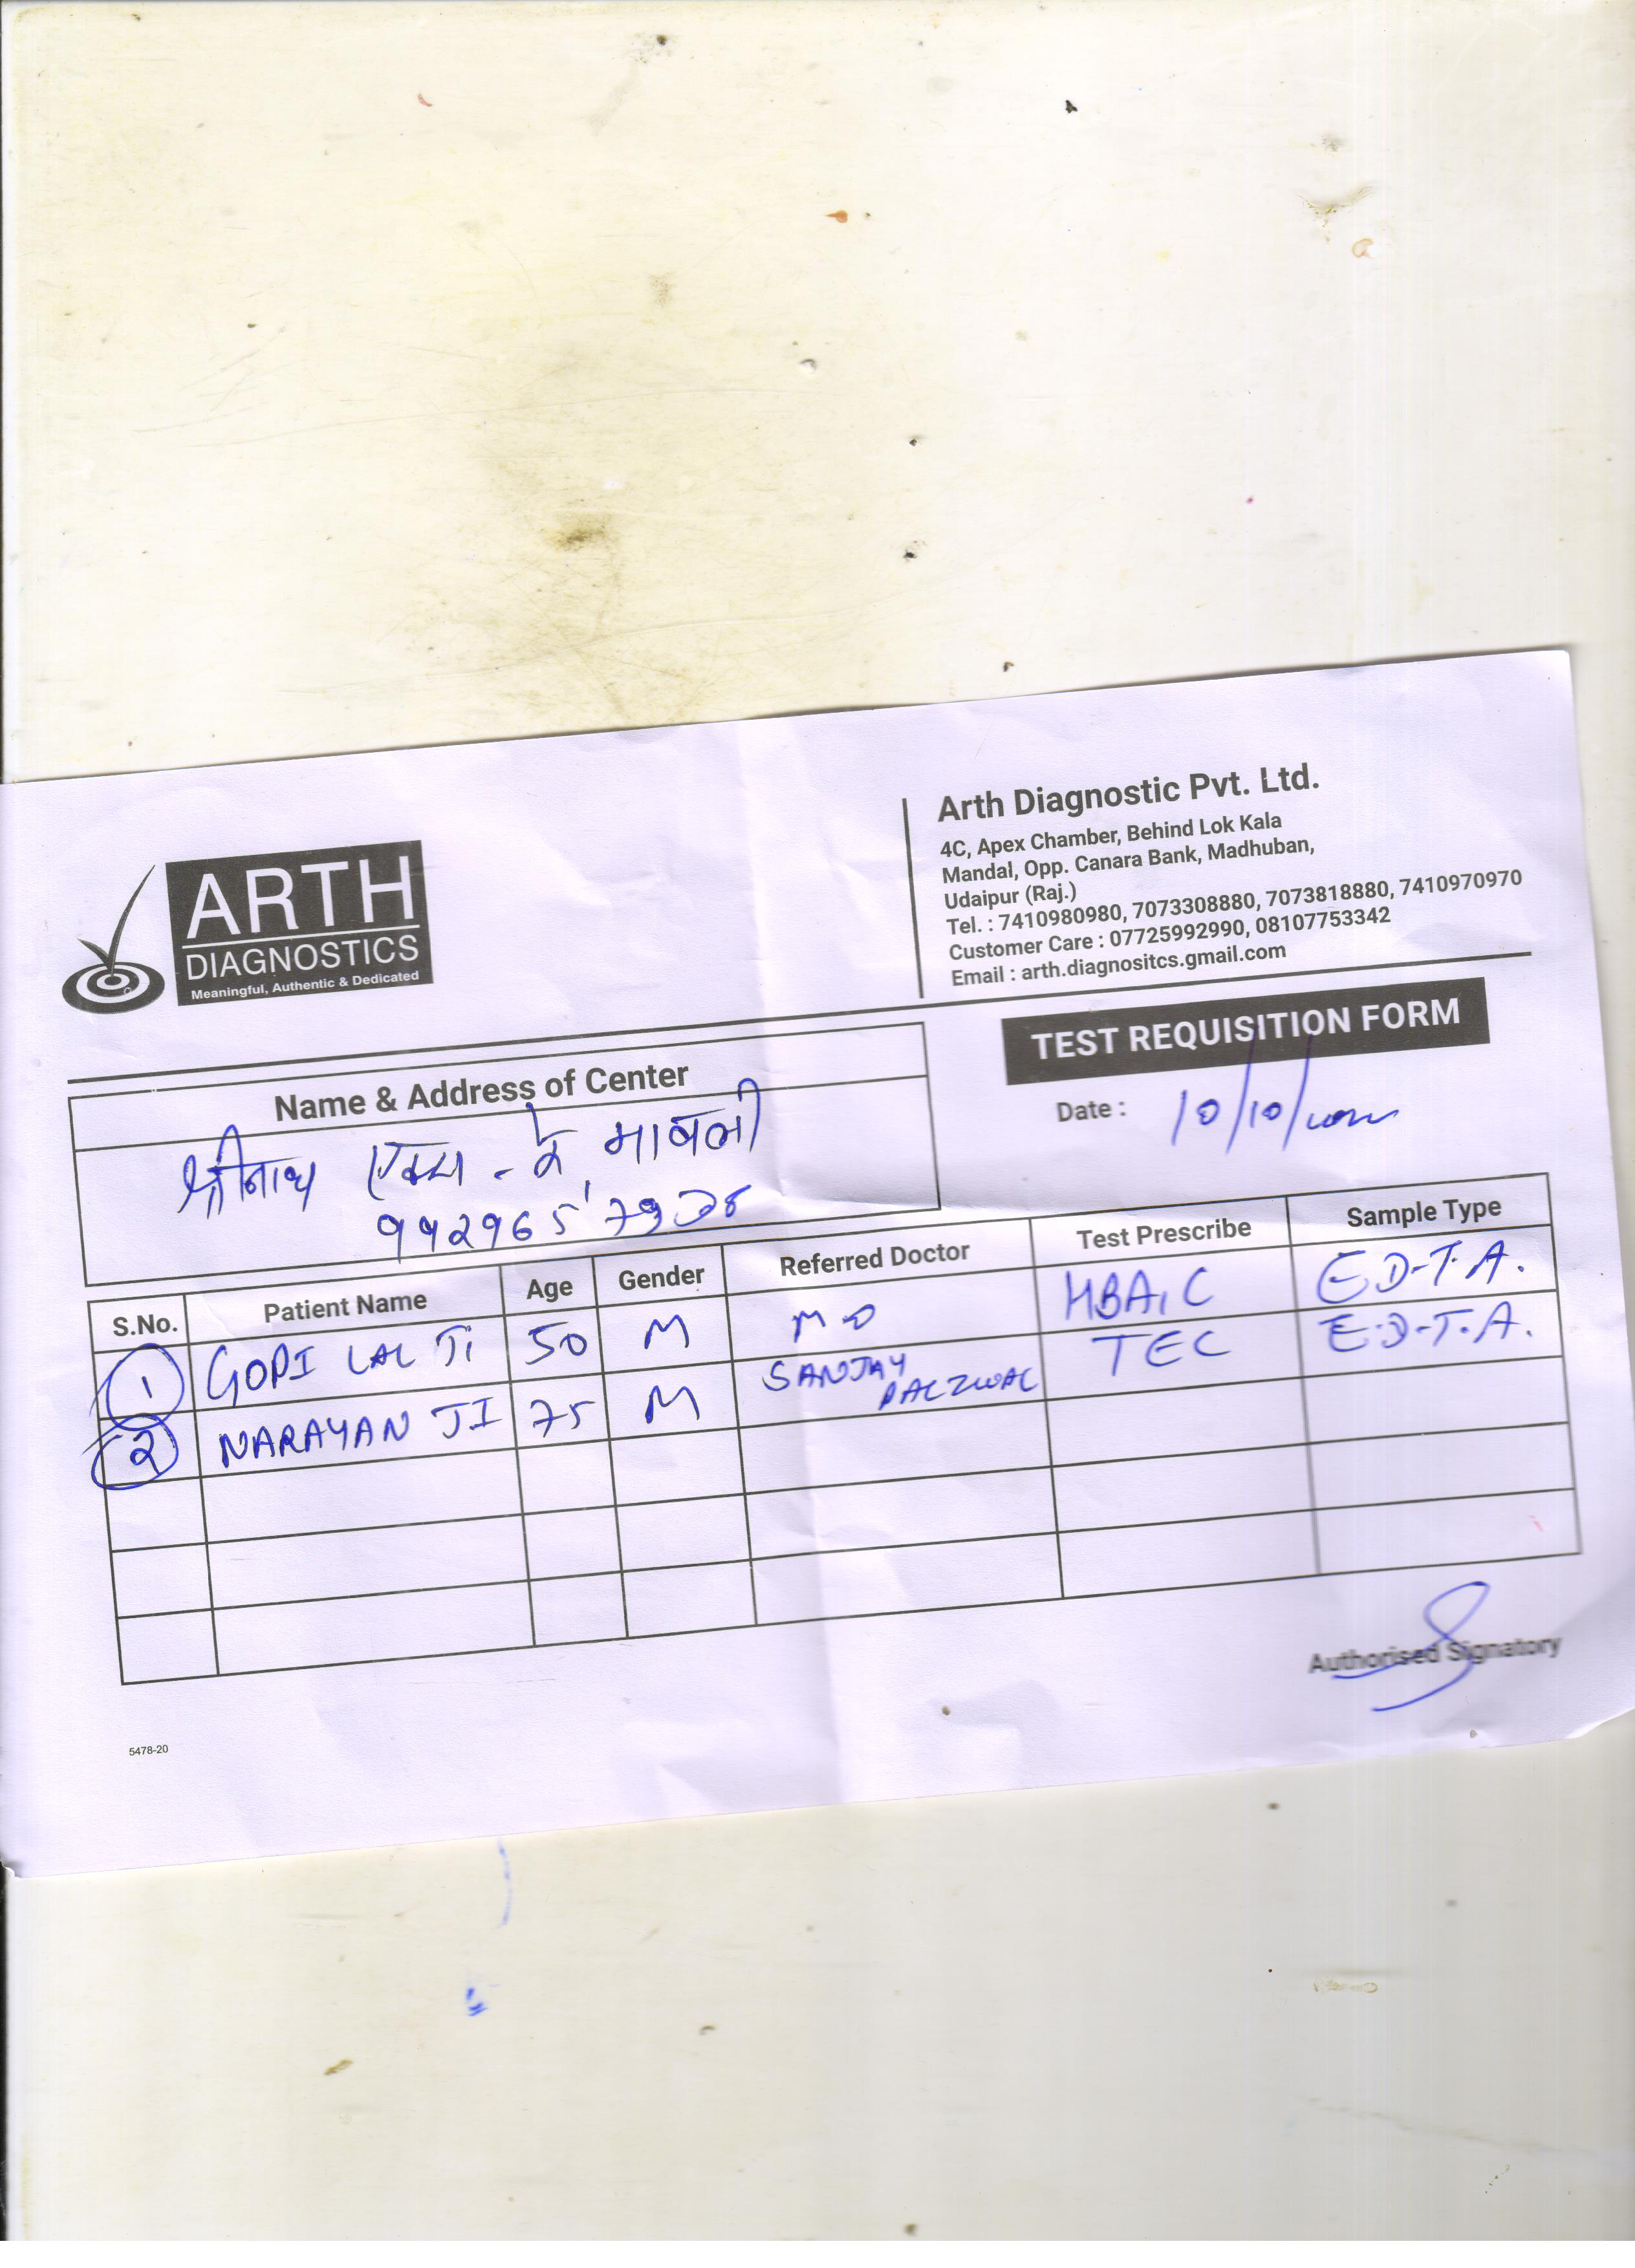 ARTH
DIAGNOSTICS
Meaningful, Authentic & Dedicated
Arth Diagnostic Pvt. Ltd.
4C, Apex Chamber, Behind Lok Kala
Mandal, Opp. Canara Bank, Madhuban,
Udaipur (Raj.)
Tel. : 7410980980, 7073308880, 7073818880, 7410970970
Customer Care : 07725992990, 08107753342
Email : arth.diagnositcs.gmail.com
TEST REQUISITION FORM
Date : 10/10/
Name & Address of Center
श्रीनाथ एक्स - रे, मावली
S.No. Patient Name Age Gender Referred Doctor Test Prescribe Sample Type
1 GOPI LAL JI 50 M M D HBA1C E D-T.A.
2 NARAYAN JI 75 M SANJAY TEC E.D-T.A.
Authorised Signatory
5478-20